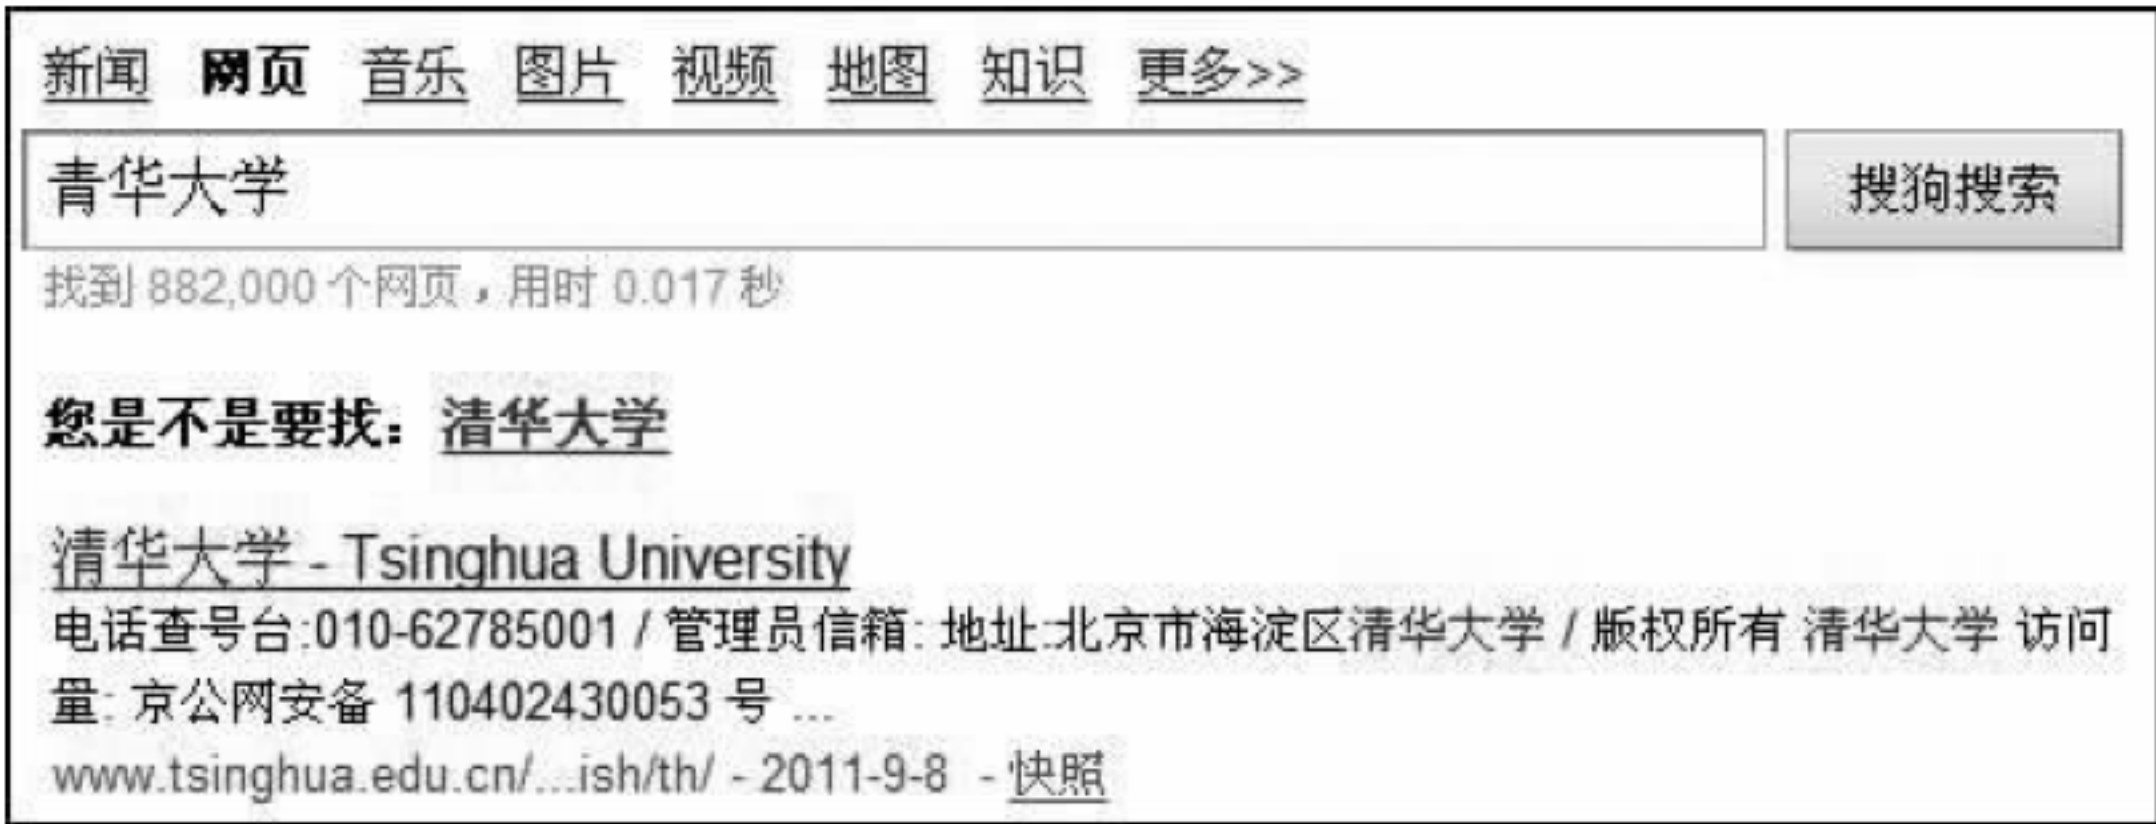 新闻 网页 音乐 图片 视频 地图 知识 更多>>
青华大学 搜狗搜索
找到 882,000 个网页，用时 0.017 秒
您是不是要找：清华大学
清华大学 - Tsinghua University
电话查号台:010-62785001 / 管理员信箱: 地址:北京市海淀区清华大学 / 版权所有 清华大学 访问
量: 京公网安备 110402430053 号 ...
www.tsinghua.edu.cn/...ish/th/ - 2011-9-8 - 快照